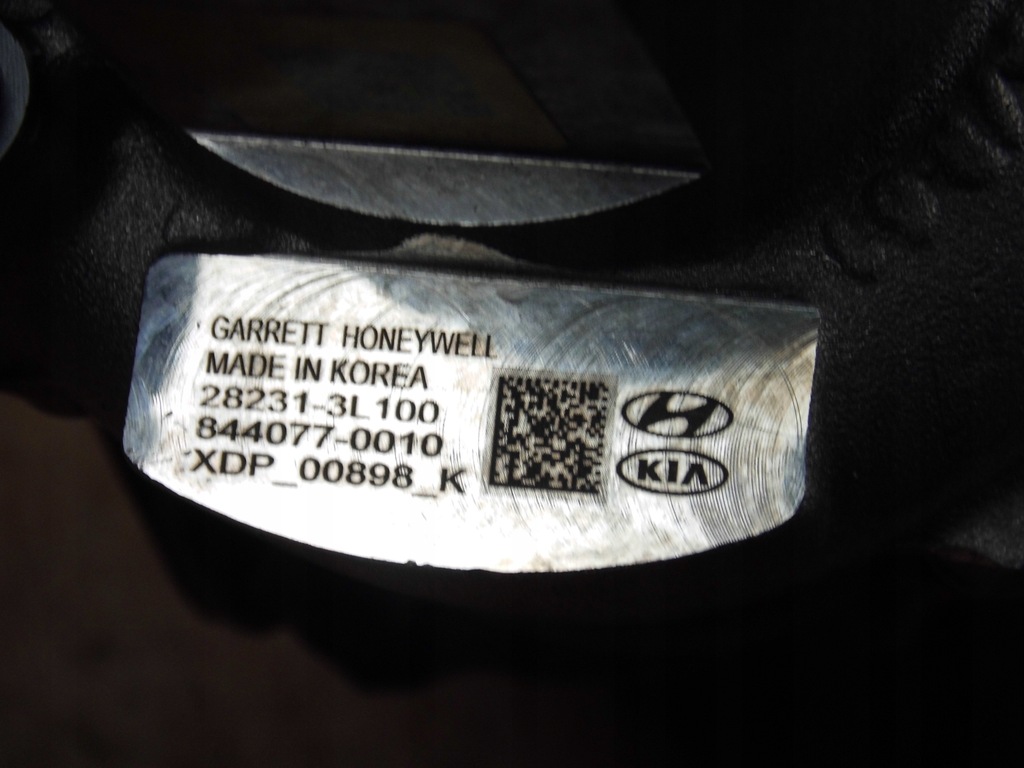 GARRETT HONEYWELL
MADE IN KOREA
28231-3L100
844077-0010
XDP_00898_K
KIA